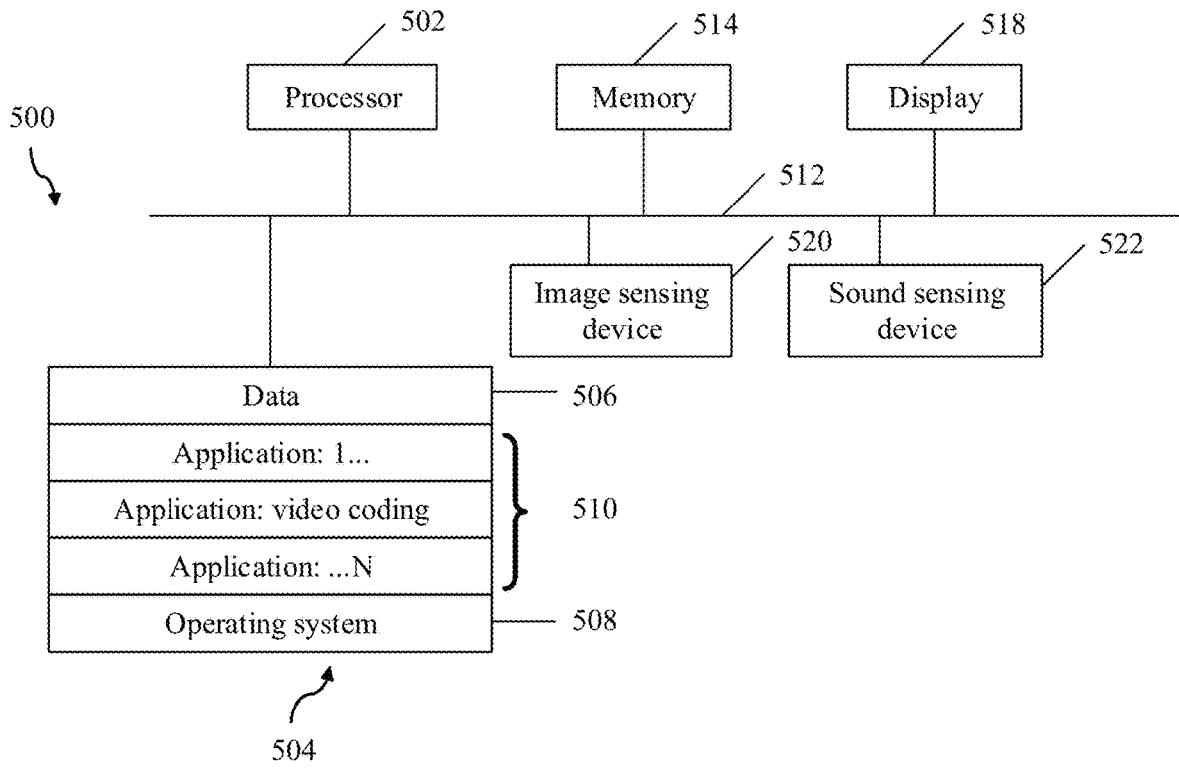 502
514
518
Processor
Memory
Display
500
512
520
522
Image sensing
device
Sound sensing
device
Data
506
Application: 1...
Application: video coding
510
Application: ...N
Operating system
508
504